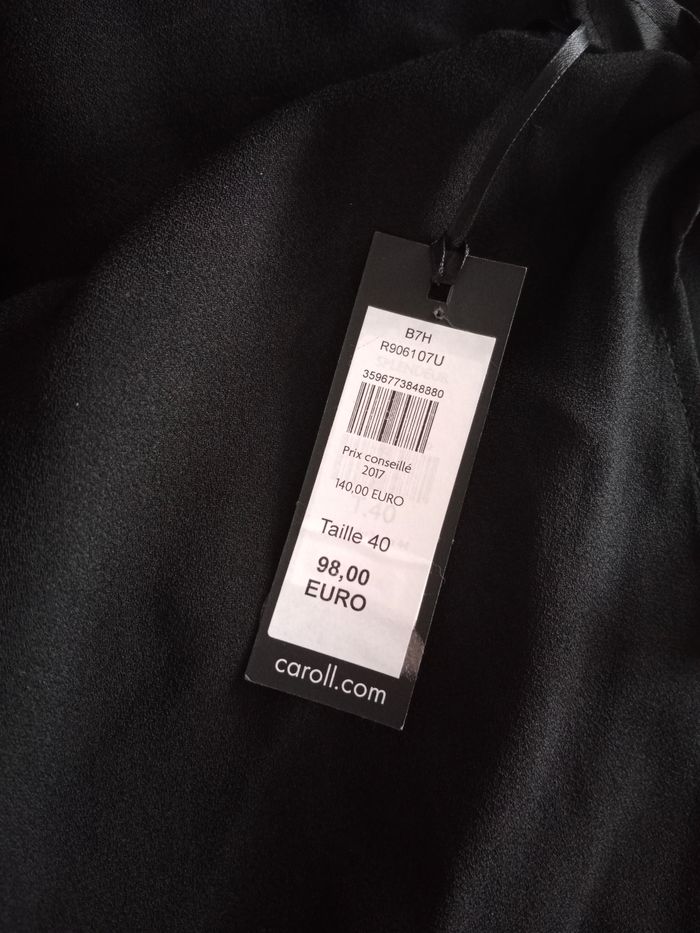 B7H
R906107U
3596773848880
Prix conseillé
2017
140,00 EURO
Taille 40
98,00
EURO
caroll.com